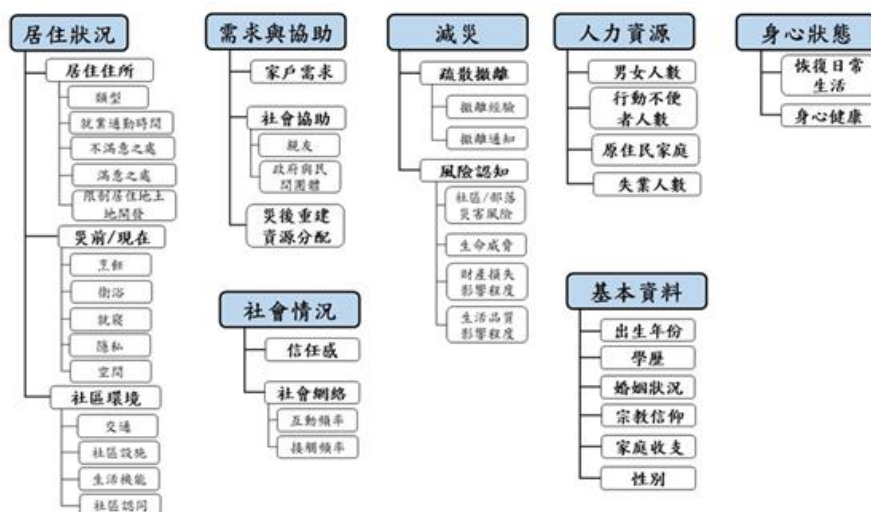 居住狀況
居住住所
類型
就業通勤時間
不滿意之處
滿意之處
限制居住地土
地開發
災前/現在
烹飪
衛浴
就寢
隱私
空間
社區環境
交通
社區設施
生活機能
社區認同
需求與協助
家戶需求
社會協助
親友
政府與民
間團體
災後重建
資源分配
社會情況
信任感
社會網絡
互動頻率
接觸頻率
減災
疏散撤離
撤離經驗
撤離通知
風險認知
社區/部落
災害風險
生命威脅
財產損失
影響程度
生活品質
影響程度
人力資源
男女人數
行動不便
者人數
原住民家庭
失業人數
基本資料
出生年份
學歷
婚姻狀況
宗教信仰
家庭收支
性別
身心狀態
恢復日常
生活
身心健康